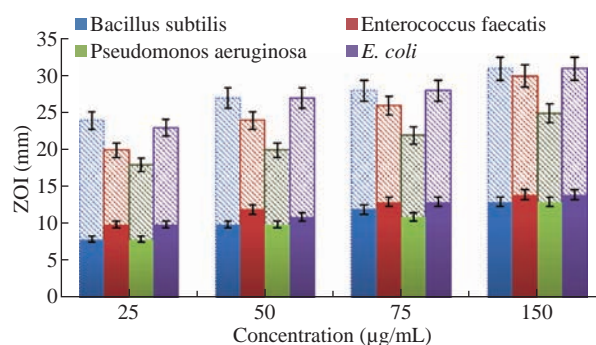 Bacillus subtilis Enterococcus faecatis
Pseudomonos aeruginosa E. coli
35
30
25
20
15
10
5
0
ZOI (mm)
25 50 75 150
Concentration (µg/mL)